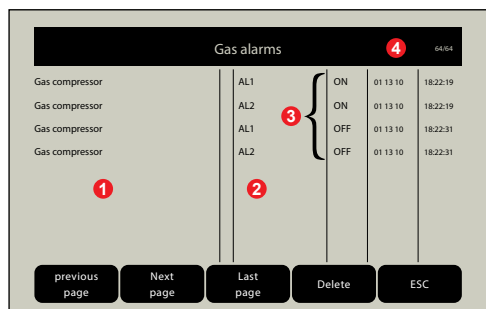 Gas alarms 4 64/64
Gas compressor AL1 ON 01 13 10 18:22:19
Gas compressor AL2 ON 01 13 10 18:22:19
3
Gas compressor AL1 OFF 01 13 10 18:22:31
Gas compressor AL2 OFF 01 13 10 18:22:31
1 2
previous page
Next page
Last page
Delete
ESC